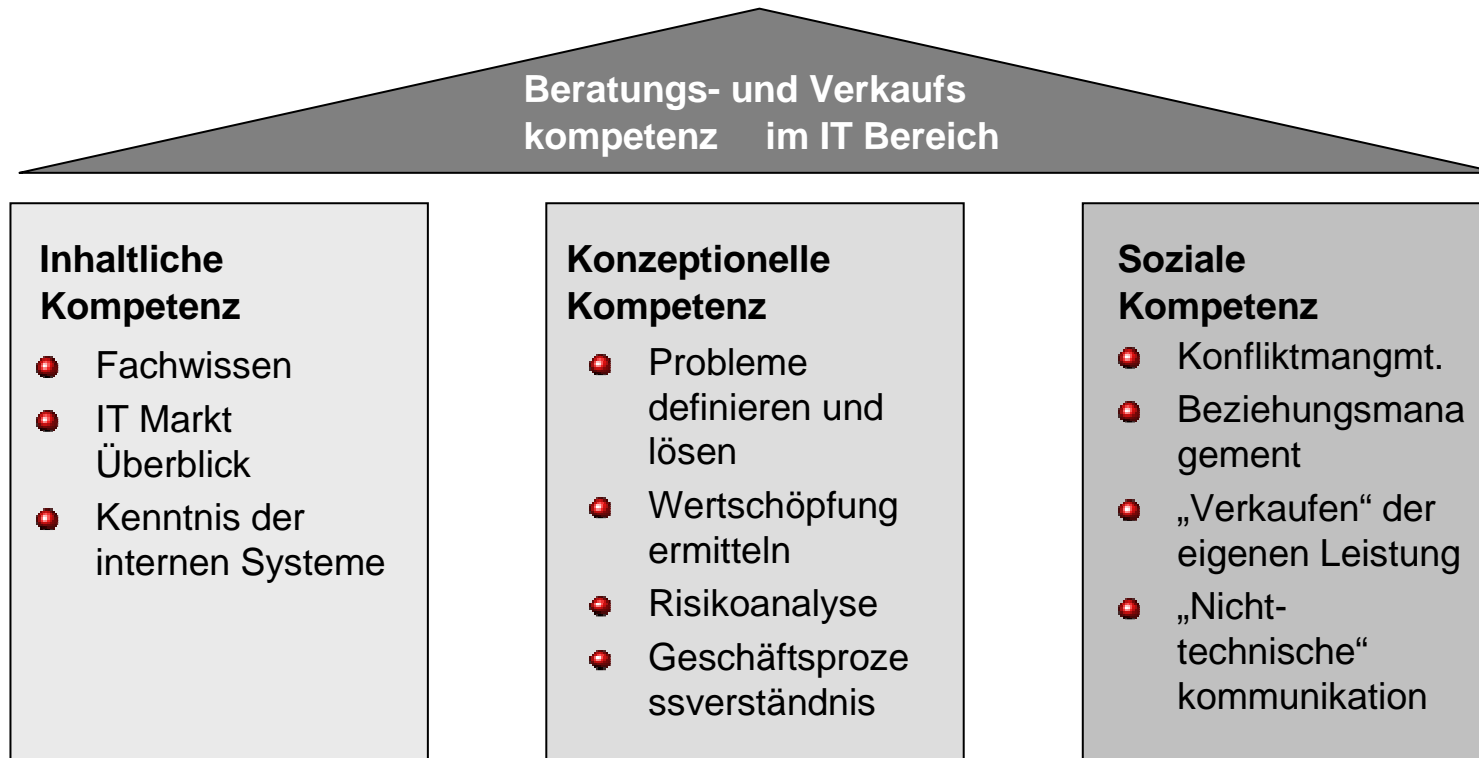 Beratungs- und Verkaufs
kompetenz im IT Bereich
Inhaltliche
Kompetenz
Fachwissen
IT Markt
Überblick
Kenntnis der
internen Systeme
Konzeptionelle
Kompetenz
Probleme
definieren und
lösen
Wertschöpfung
ermitteln
Risikoanalyse
Geschäftsproze
ssverständnis
Soziale
Kompetenz
Konfliktmangmt.
Beziehungsmana
gement
„Verkaufen“ der
eigenen Leistung
„Nicht-
technische“
kommunikation